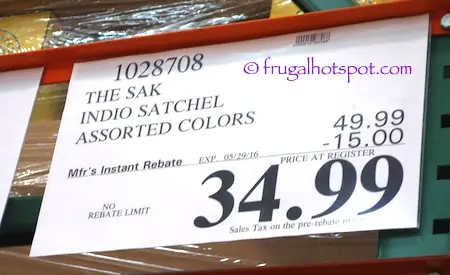 1028708
©frugalhotspot.com
THE SAK
INDIO SATCHEL
ASSORTED COLORS
49.99
-15.00
Mfr's Instant Rebate EXP. 05/29/16 PRICE AT REGISTER
34.99
NO
REBATE LIMIT
Sales Tax on the pre-rebate